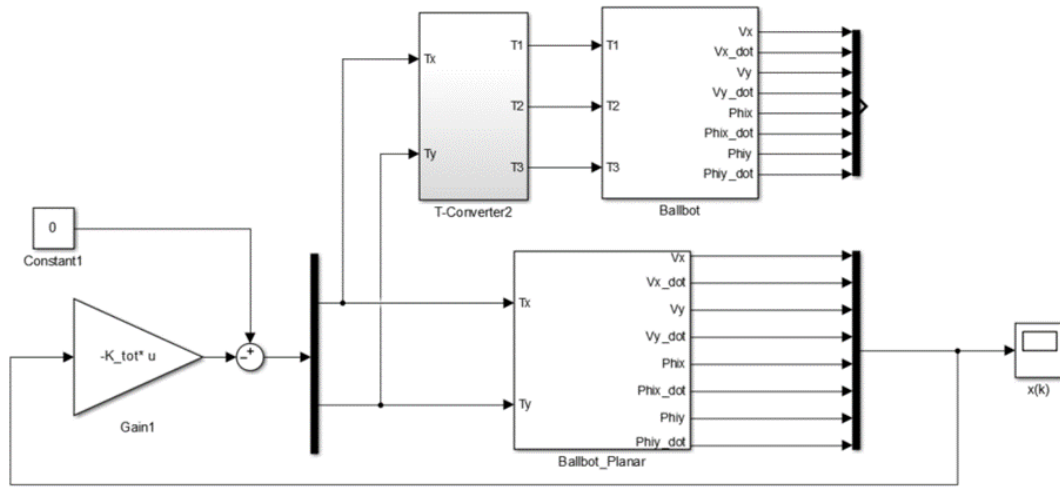 Tx
Ty
T1
T2
T3
T-Converter2
T1
T2
T3
Vx
Vx_dot
Vy
Vy_dot
Phix
Phix_dot
Phiy
Phiy_dot
Ballbot
0
Constant1
-K_tot* u
Gain1
− +
Tx
Ty
Vx
Vx_dot
Vy
Vy_dot
Phix
Phix_dot
Phiy
Phiy_dot
Ballbot_Planar
x(k)